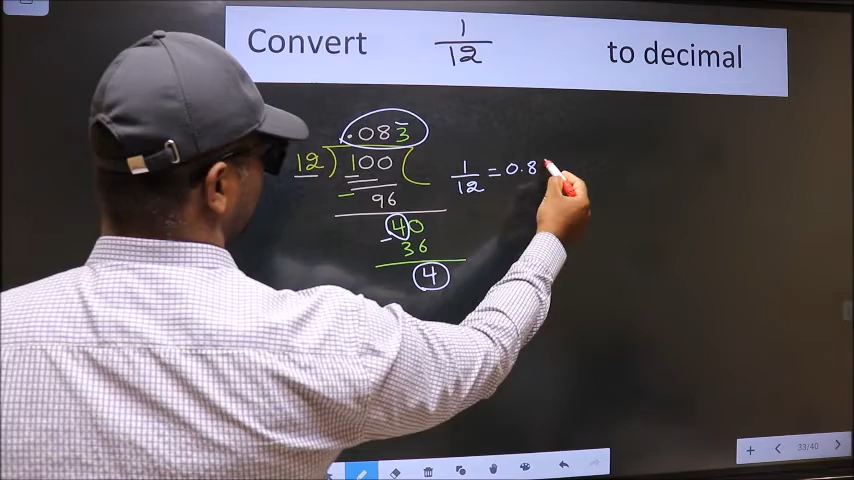 Convert 1/12 to decimal
.083̅
12 ) 100 (
- 96
40
- 36
4
1/12 = 0.8
33/40